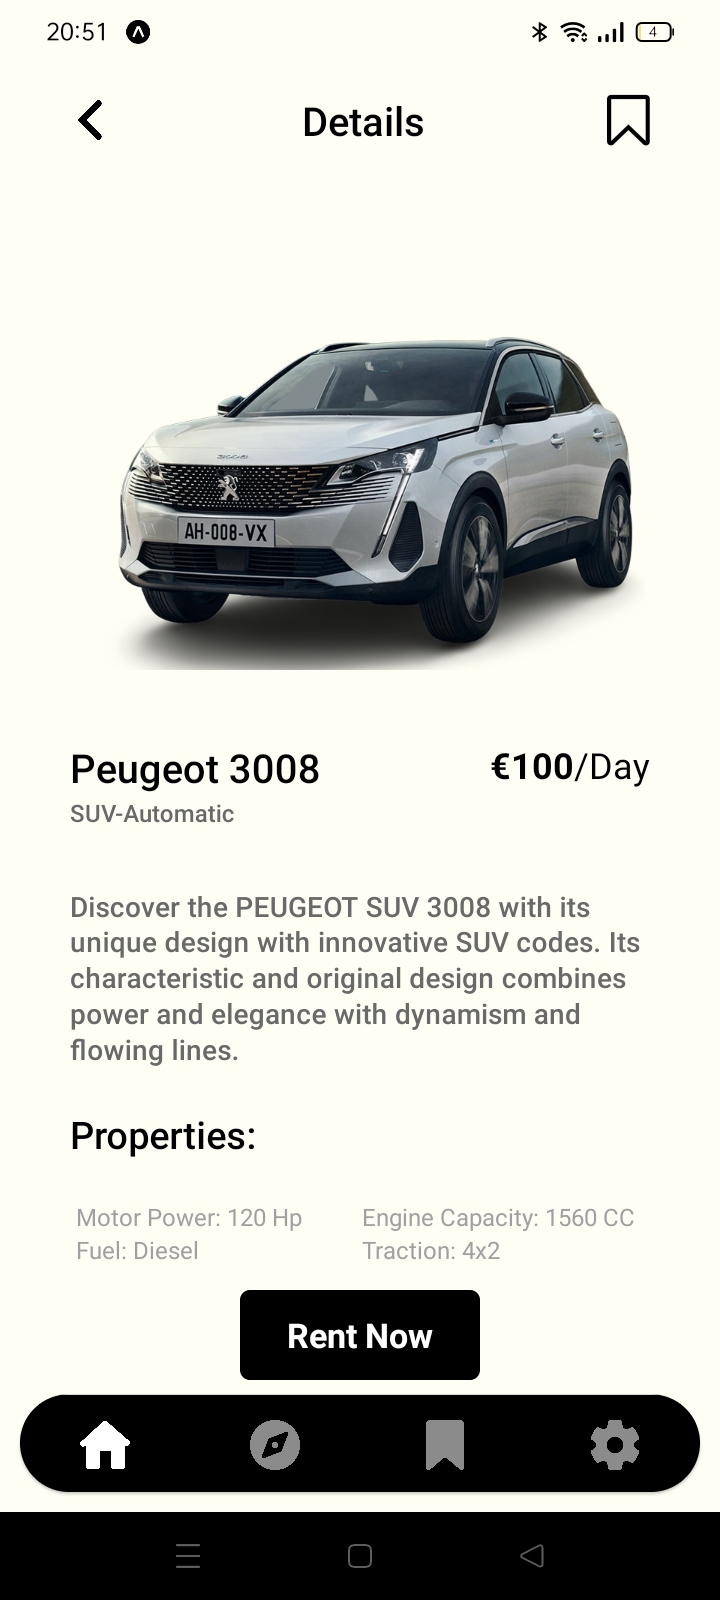 20:51
4
Details
3008
AH-008-VX
Peugeot 3008
€100/Day
SUV-Automatic
Discover the PEUGEOT SUV 3008 with its
unique design with innovative SUV codes. Its
characteristic and original design combines
power and elegance with dynamism and
flowing lines.
Properties:
Motor Power: 120 Hp
Engine Capacity: 1560 CC
Fuel: Diesel
Traction: 4x2
Rent Now